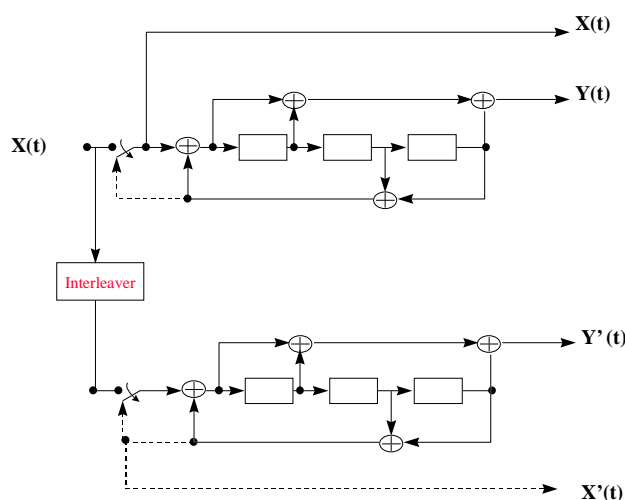 X(t)
Y(t)
X(t)
Interleaver
Y’ (t)
X’(t)